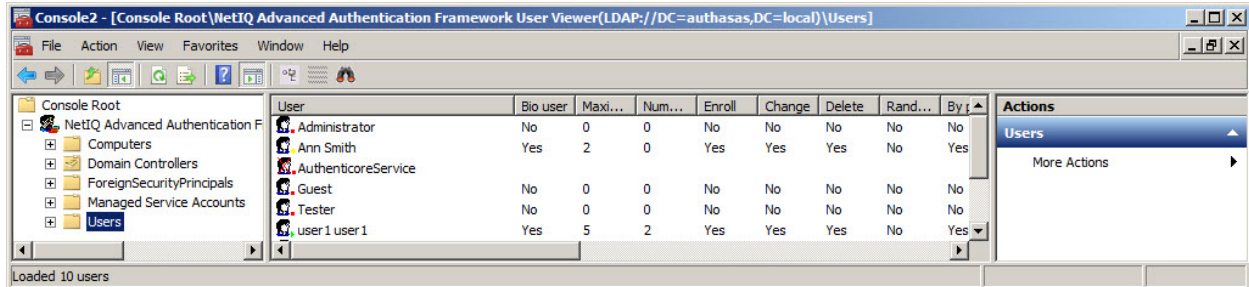 Console2 - [Console Root\NetIQ Advanced Authentication Framework User Viewer(LDAP://DC=authasas,DC=local)\Users]
File Action View Favorites Window Help
Console Root
NetIQ Advanced Authentication F
Computers
Domain Controllers
ForeignSecurityPrincipals
Managed Service Accounts
Users
User Bio user Maxi... Num... Enroll Change Delete Rand... By
Administrator No 0 0 No No No No No
Ann Smith Yes 2 0 Yes Yes Yes No Yes
AuthenticoreService
Guest No 0 0 No No No No No
Tester No 0 0 No No No No No
user1 user1 Yes 5 2 Yes Yes Yes No Yes
Actions
Users
More Actions
Loaded 10 users